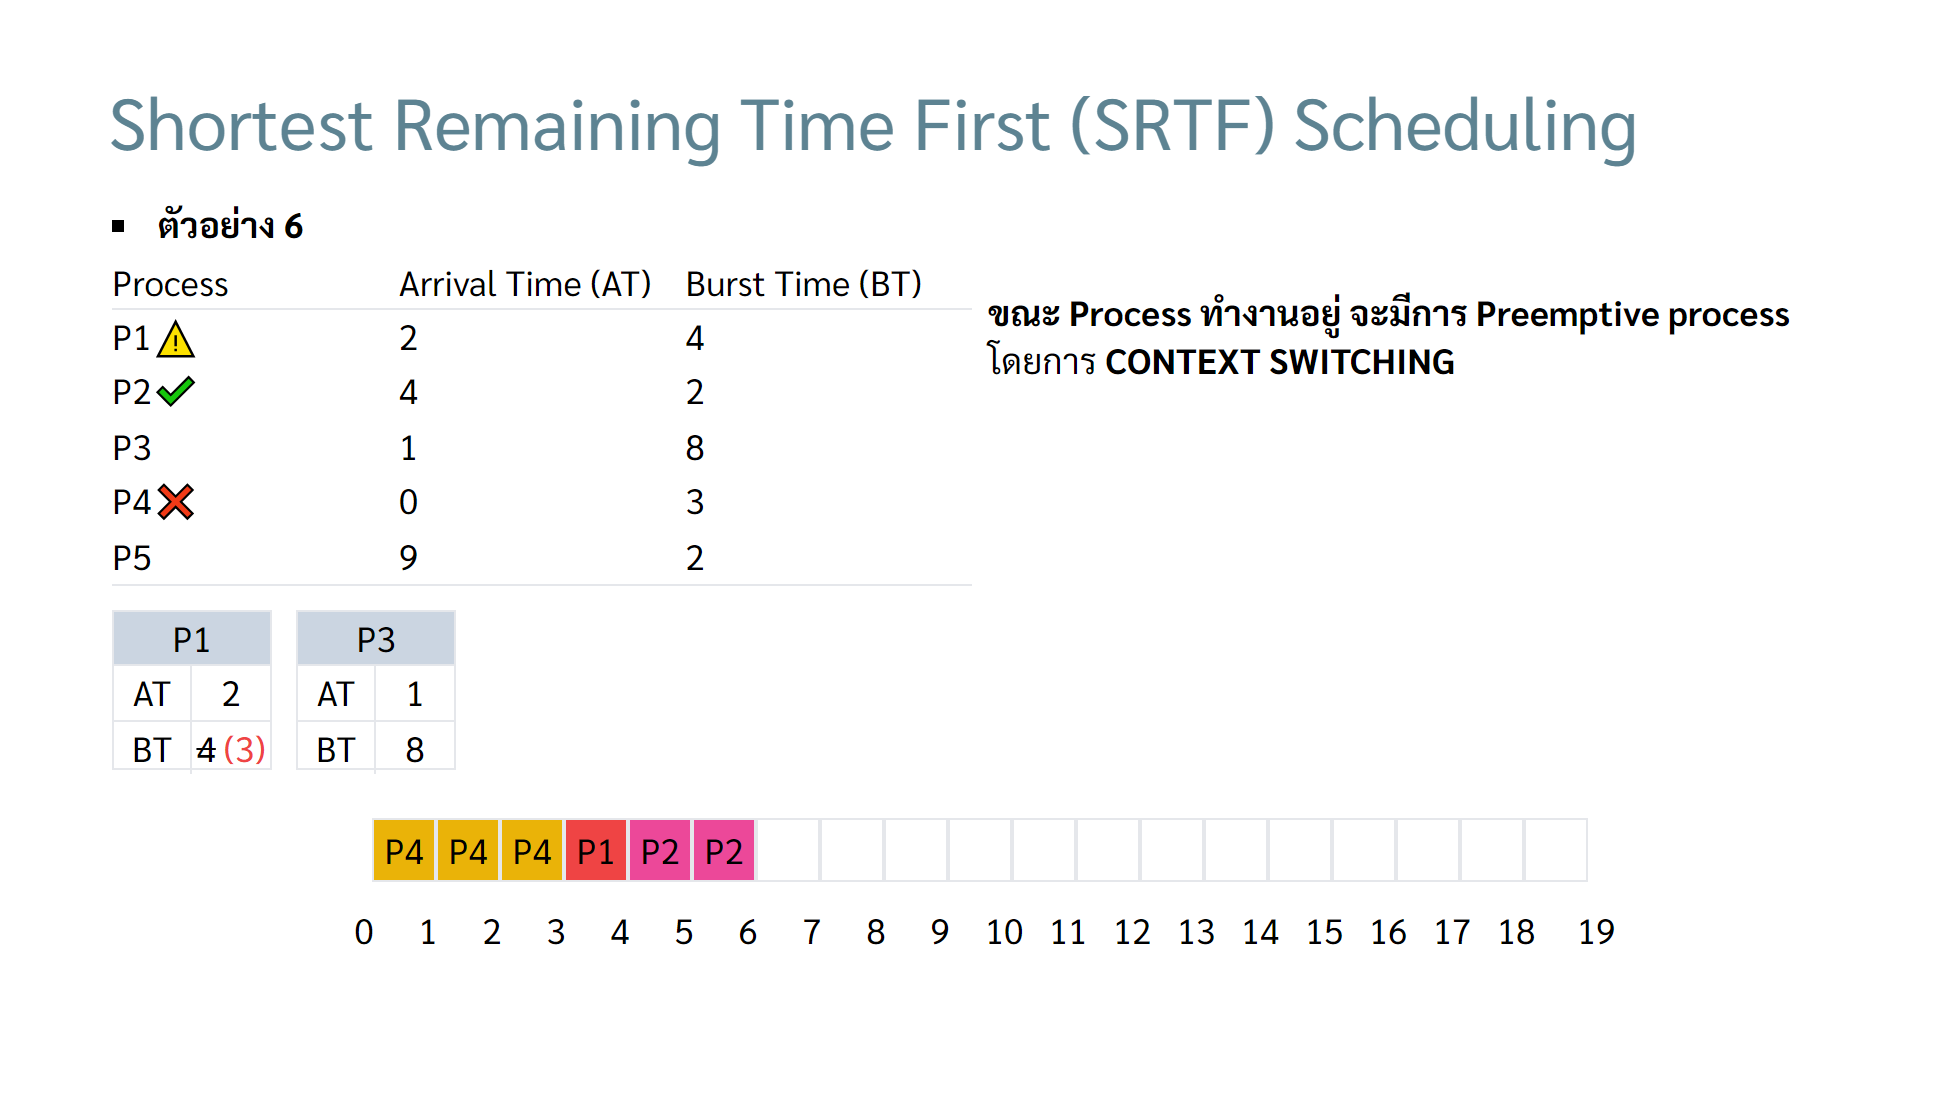 Shortest Remaining Time First (SRTF) Scheduling
▪ ตัวอย่าง 6
Process Arrival Time (AT) Burst Time (BT)
P1 2 4
P2 4 2
P3 1 8
P4 0 3
P5 9 2
ขณะ Process ทำงานอยู่ จะมีการ Preemptive process
โดยการ CONTEXT SWITCHING
P1 P3
AT 2 AT 1
BT 4 (3) BT 8
P4 P4 P4 P1 P2 P2
0 1 2 3 4 5 6 7 8 9 10 11 12 13 14 15 16 17 18 19